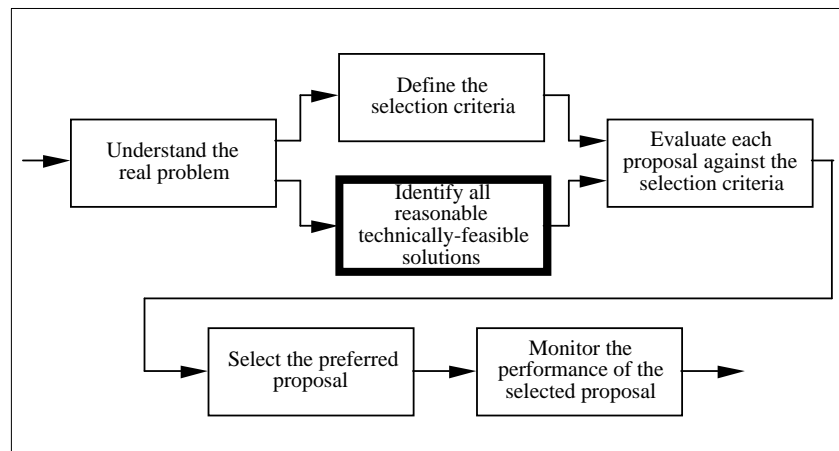 Understand the
real problem
Define the
selection criteria
Identify all
reasonable
technically-feasible
solutions
Evaluate each
proposal against the
selection criteria
Select the preferred
proposal
Monitor the
performance of the
selected proposal